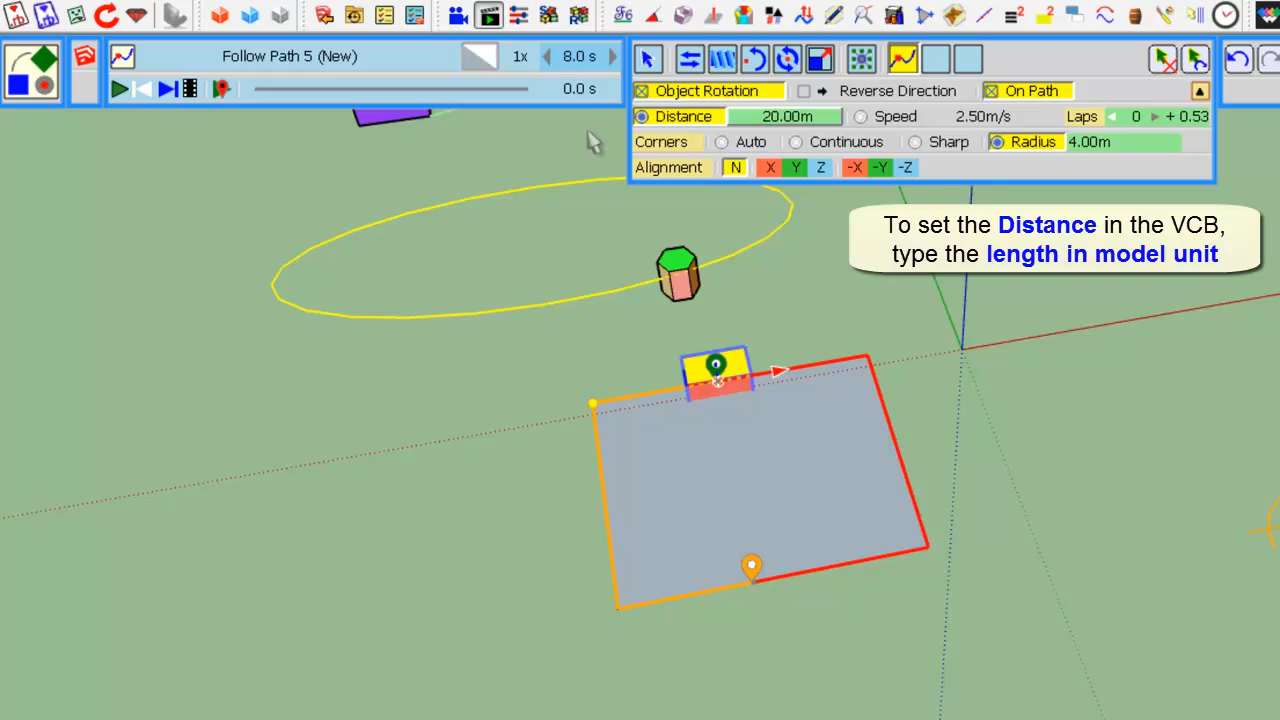 Follow Path 5 (New)
1x
8.0 s
0.0 s
Object Rotation
Reverse Direction
On Path
Distance
20.00m
Speed
2.50m/s
Laps
0
+ 0.53
Corners
Auto
Continuous
Sharp
Radius
4.00m
Alignment
N
X
Y
Z
-X
-Y
-Z
To set the Distance in the VCB,
type the length in model unit